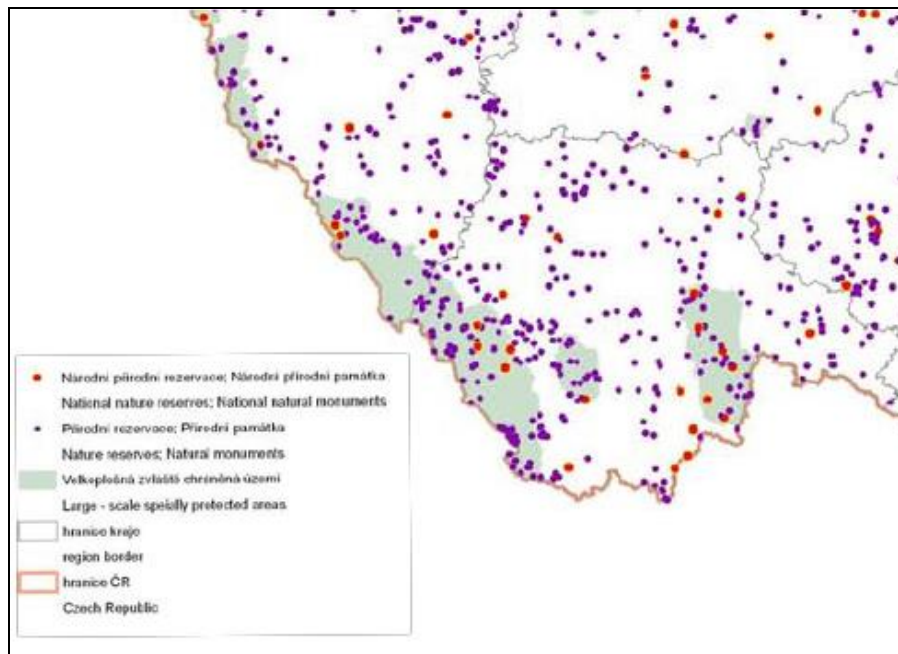 Národní přírodní rezervace; Národní přírodní památka
National nature reserves; National natural monuments
Přírodní rezervace; Přírodní památka
Nature reserves; Natural monuments
Velkoplošná zvláště chráněná území
Large - scale speially pretected areas
hranice kraje
region border
hranice ČR
Czech Republic